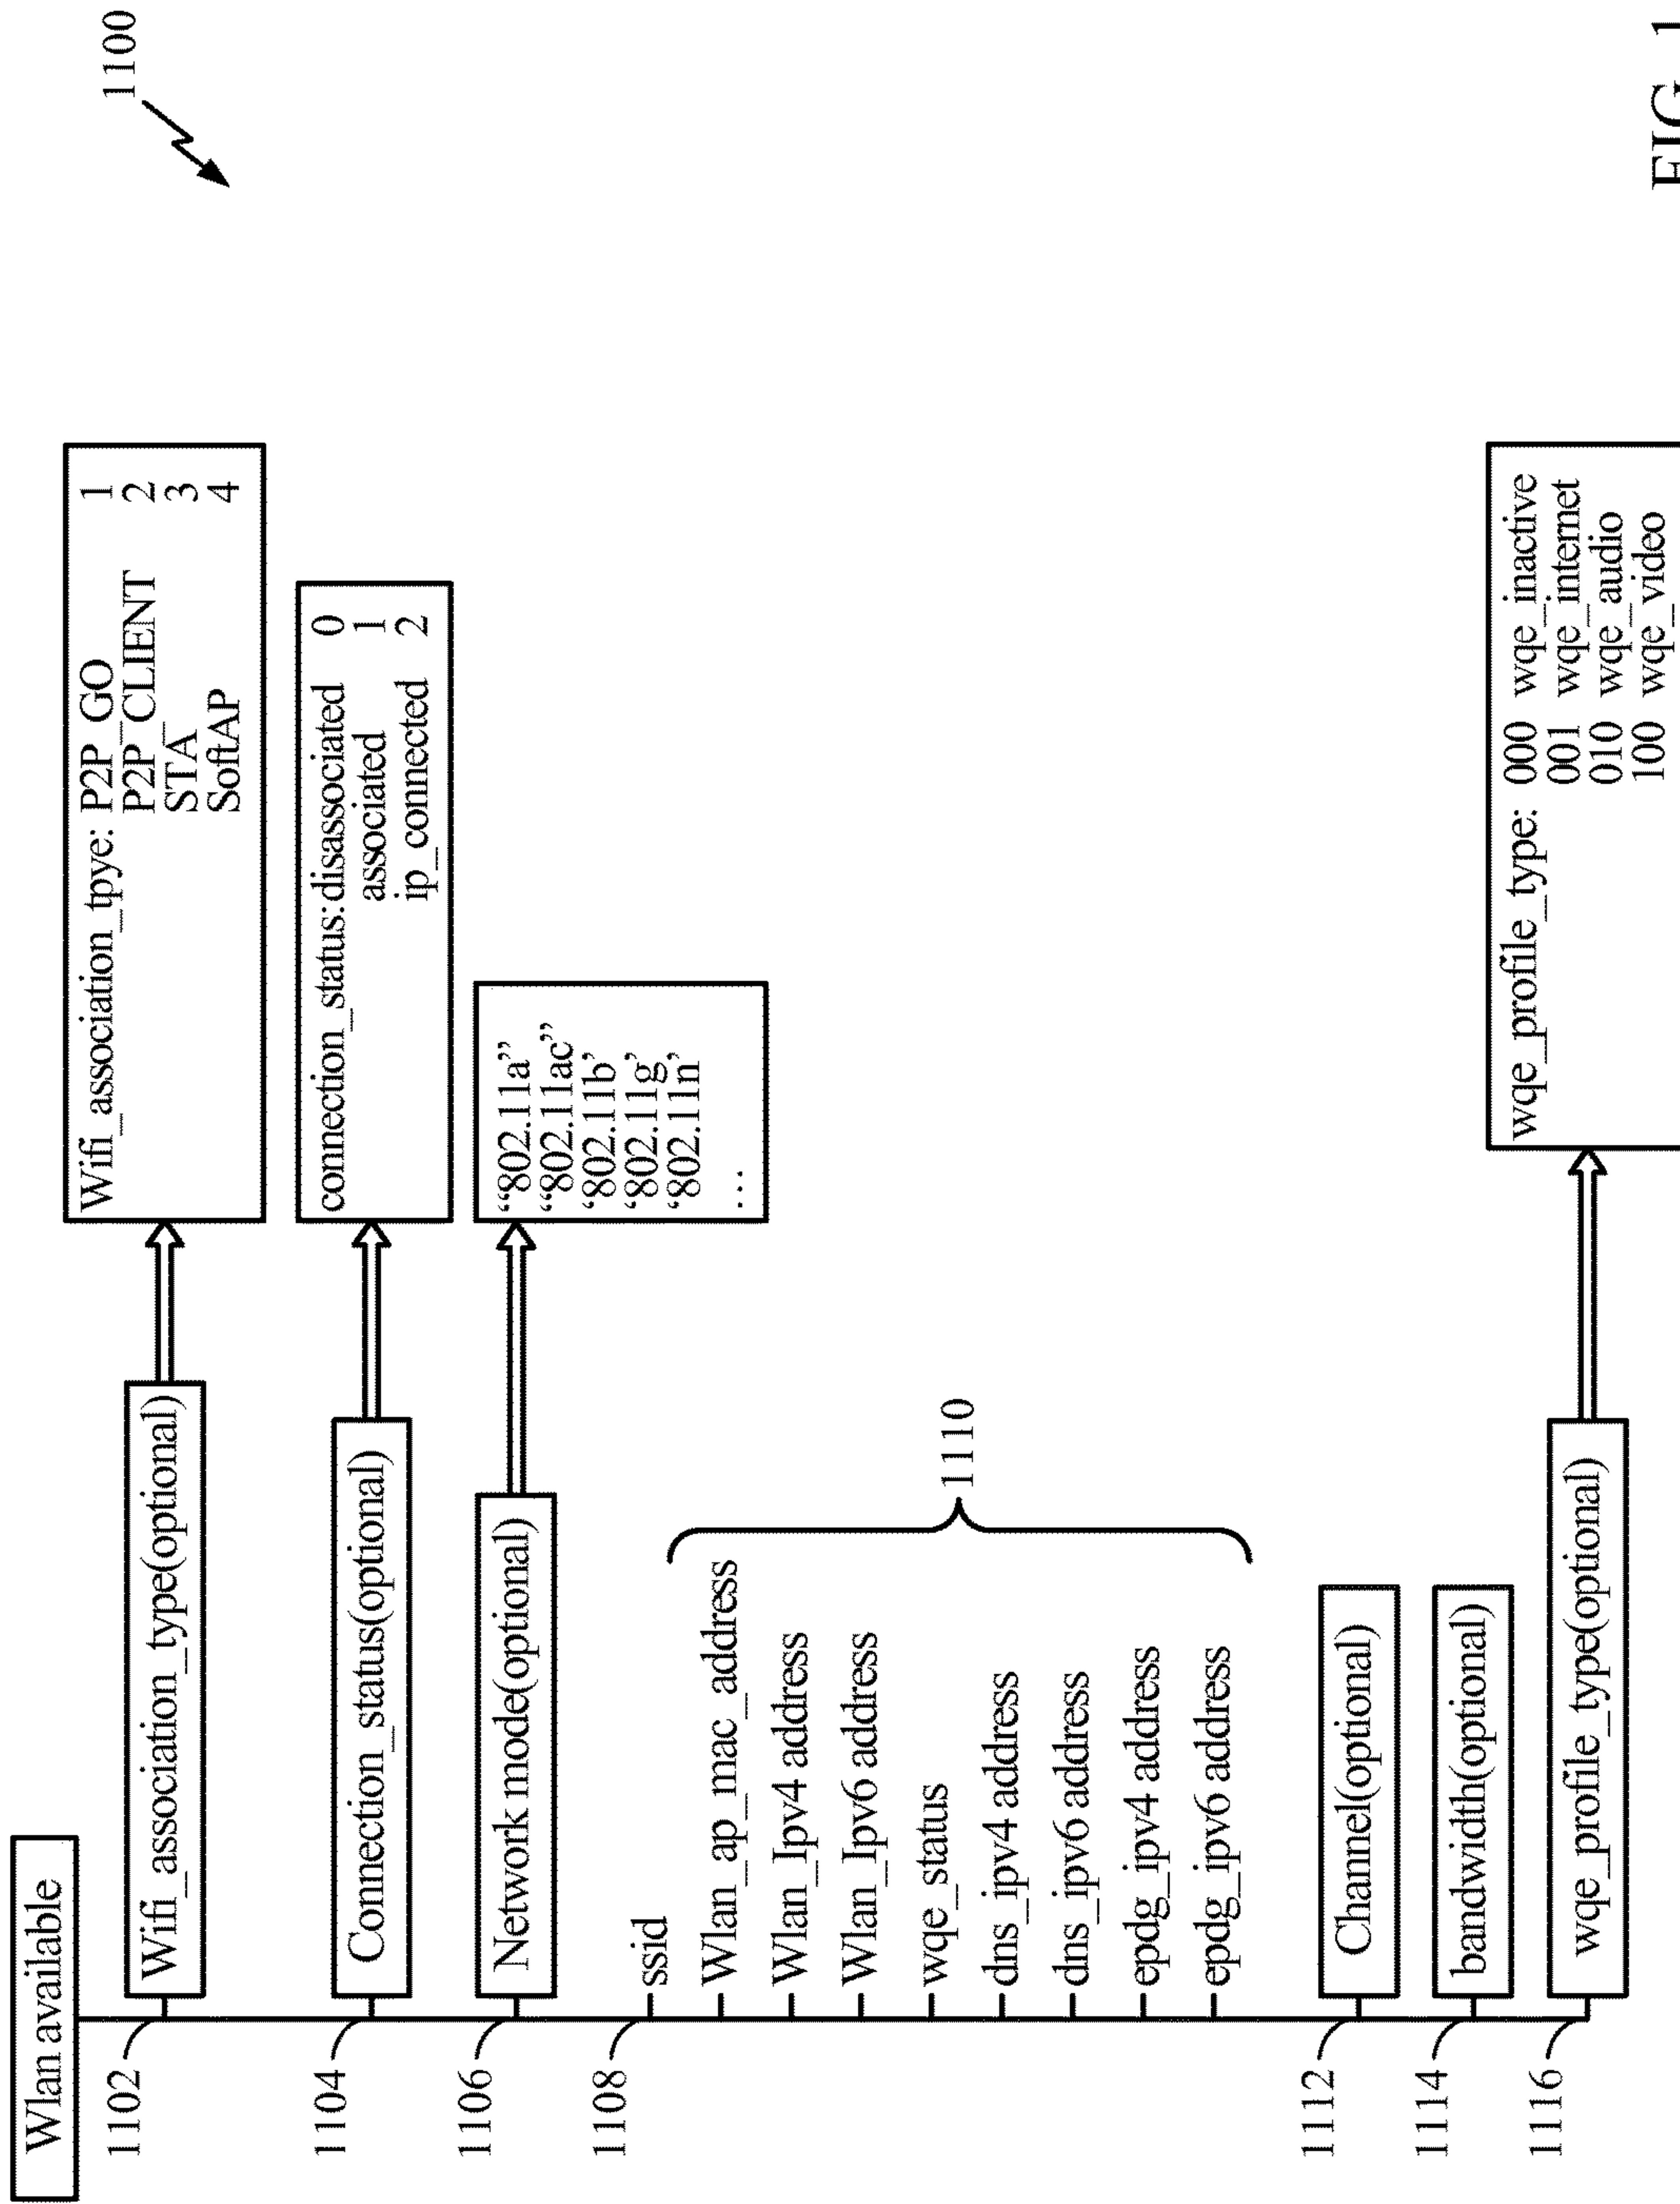 1100
Wlan available
1102
Wifi_association_type(optional)
Wifi_association_tpye: P2P_GO 1
P2P_CLIENT 2
STA_ 3
SoftAP 4
1104
Connection_status(optional)
connection_status: disassociated 0
associated 1
ip_connected 2
1106
Network mode(optional)
“802.11a”
“802.11ac”
‘802.11b’
‘802.11g’
‘802.11n’
...
1108
ssid
Wlan_ap_mac_address
Wlan_Ipv4 address
Wlan_Ipv6 address
wqe_status
dns_ipv4 address
dns_ipv6 address
epdg_ipv4 address
epdg_ipv6 address
1110
1112
Channel(optional)
1114
bandwidth(optional)
1116
wqe_profile_type(optional)
wqe_profile_type: 000 wqe_inactive
001 wqe_internet
010 wqe_audio
100 wqe_video
FIG. 1